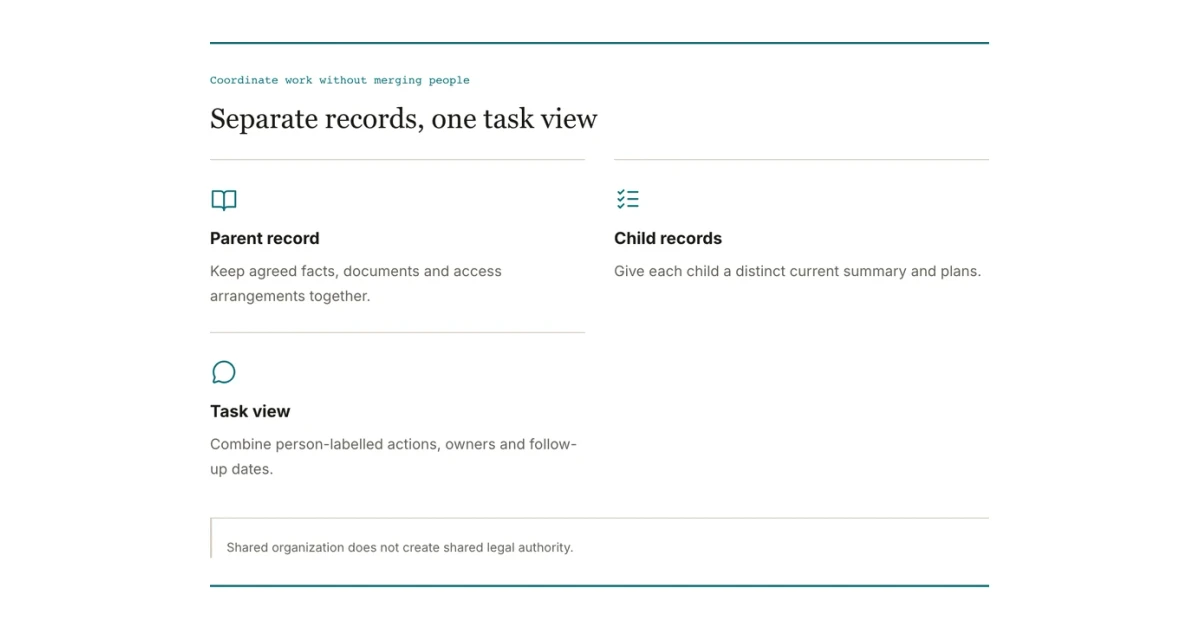 Coordinate work without merging people
Separate records, one task view
Parent record
Keep agreed facts, documents and access
arrangements together.
Child records
Give each child a distinct current summary and plans.
Task view
Combine person-labelled actions, owners and follow-
up dates.
Shared organization does not create shared legal authority.